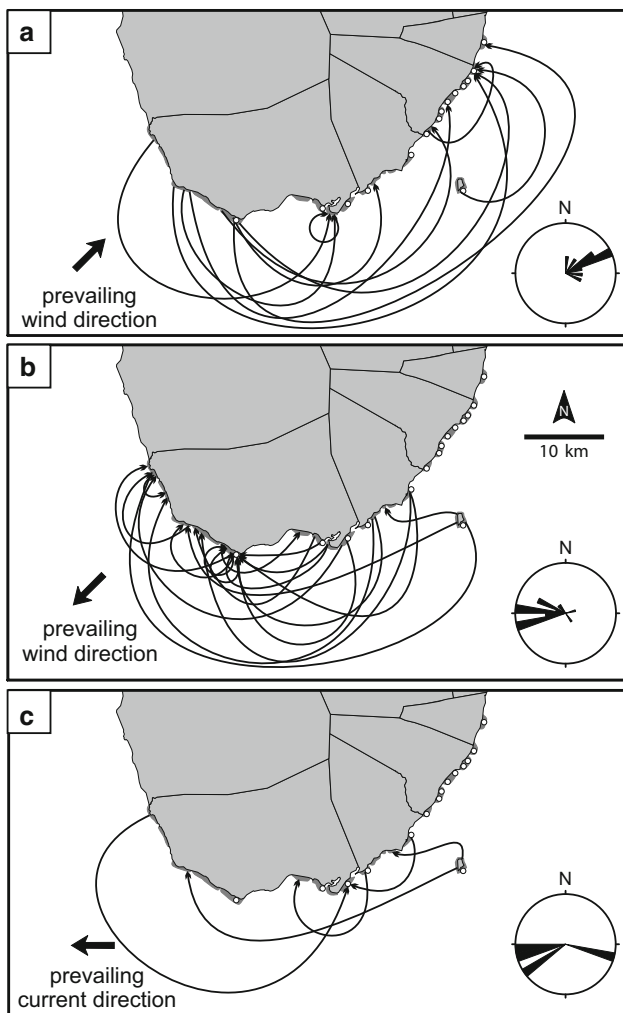 a
prevailing
wind direction
N
b
N
10 km
prevailing
wind direction
N
c
prevailing
current direction
N